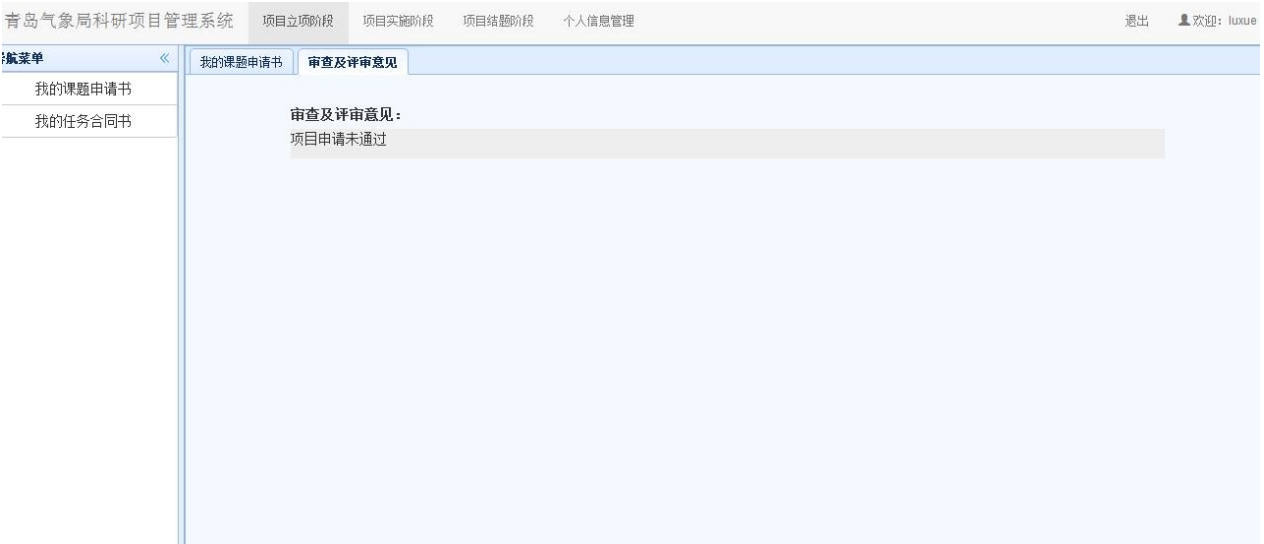 青岛气象局科研项目管理系统 项目立项阶段 项目实施阶段 项目结题阶段 个人信息管理 退出 欢迎：luxue
航菜单 我的课题申请书 审查及评审意见
我的课题申请书
我的任务合同书
审查及评审意见：
项目申请未通过